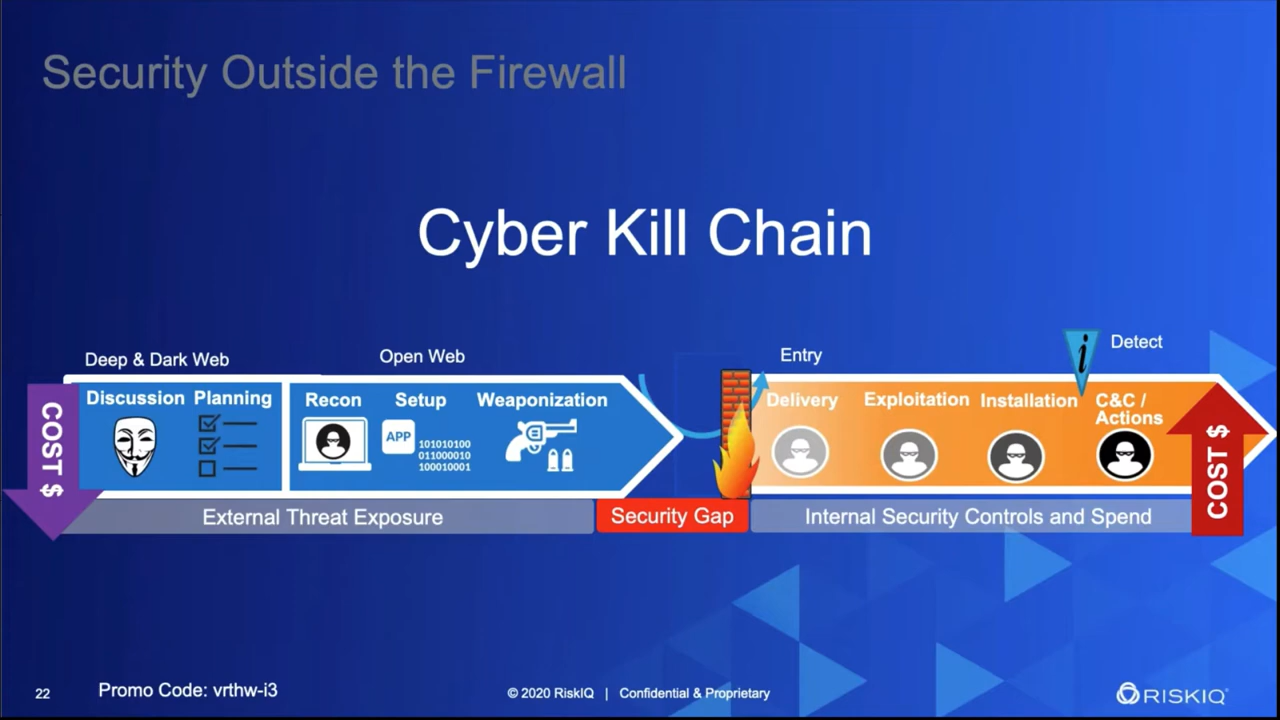 Security Outside the Firewall
Cyber Kill Chain
Deep & Dark Web
Open Web
Entry
Detect
i
COST $
Discussion
Planning
Recon
Setup
Weaponization
Delivery
Exploitation
Installation
C&C /
Actions
APP
101010100
011000010
100010001
COST $
External Threat Exposure
Security Gap
Internal Security Controls and Spend
22
Promo Code: vrthw-i3
© 2020 RiskIQ | Confidential & Proprietary
RISKIQ